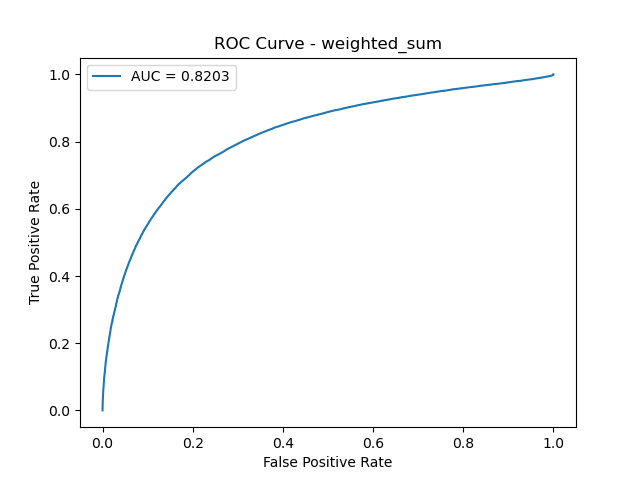 ROC Curve - weighted_sum
AUC = 0.8203
1.0
0.8
0.6
0.4
0.2
0.0
True Positive Rate
0.0 0.2 0.4 0.6 0.8 1.0
False Positive Rate